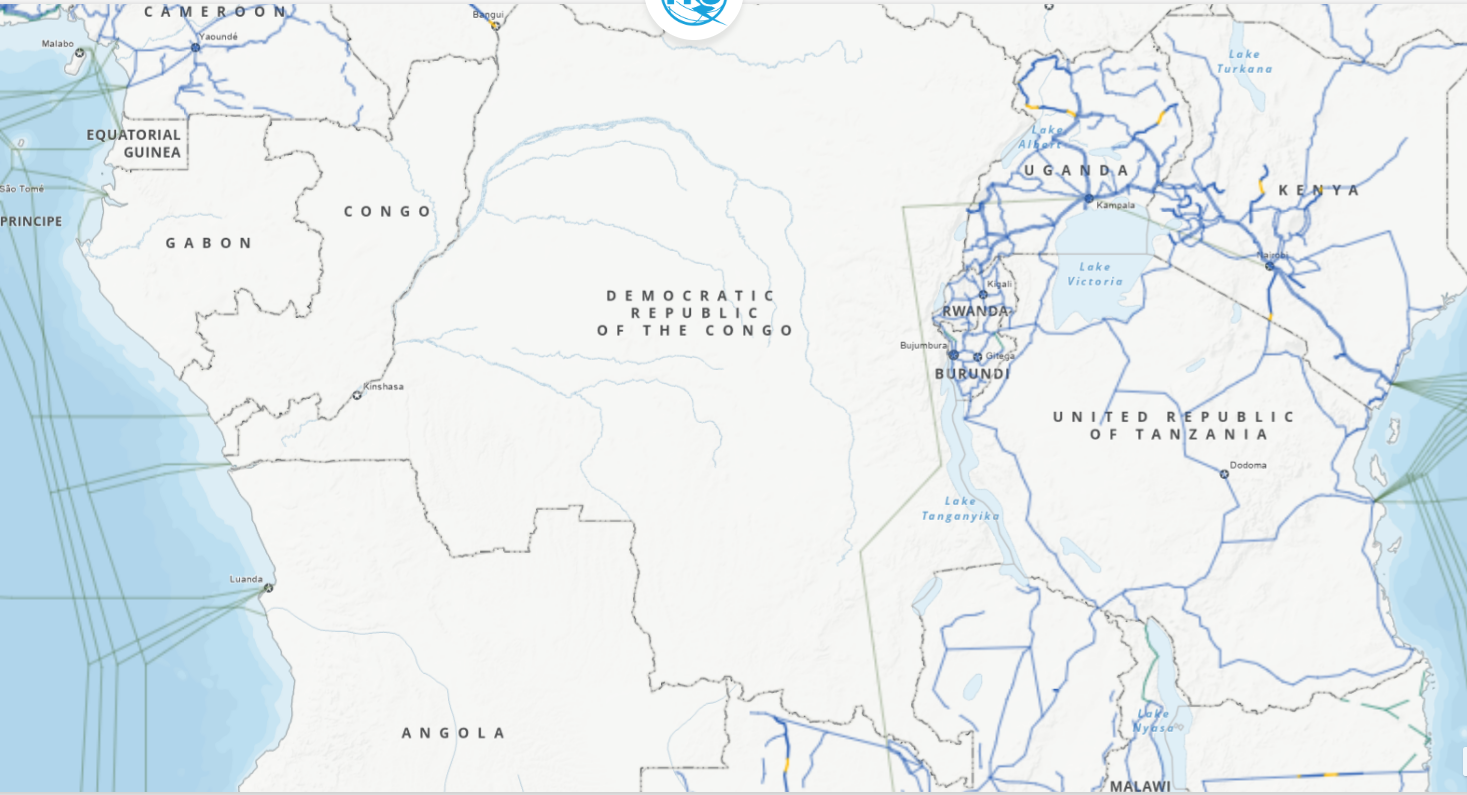 CAMEROON
Bangui
Malabo
Yaoundé
Lake
Turkana
EQUATORIAL
GUINEA
Lake
Albert
UGANDA
KENYA
São Tomé
Kampala
PRINCIPE
CONGO
GABON
Nairobi
Lake
Victoria
Kigali
DEMOCRATIC
REPUBLIC
OF THE CONGO
RWANDA
Bujumbura
Gitega
BURUNDI
Kinshasa
UNITED REPUBLIC
OF TANZANIA
Dodoma
Lake
Tanganyika
Luanda
Lake
Nyasa
ANGOLA
MALAWI
0